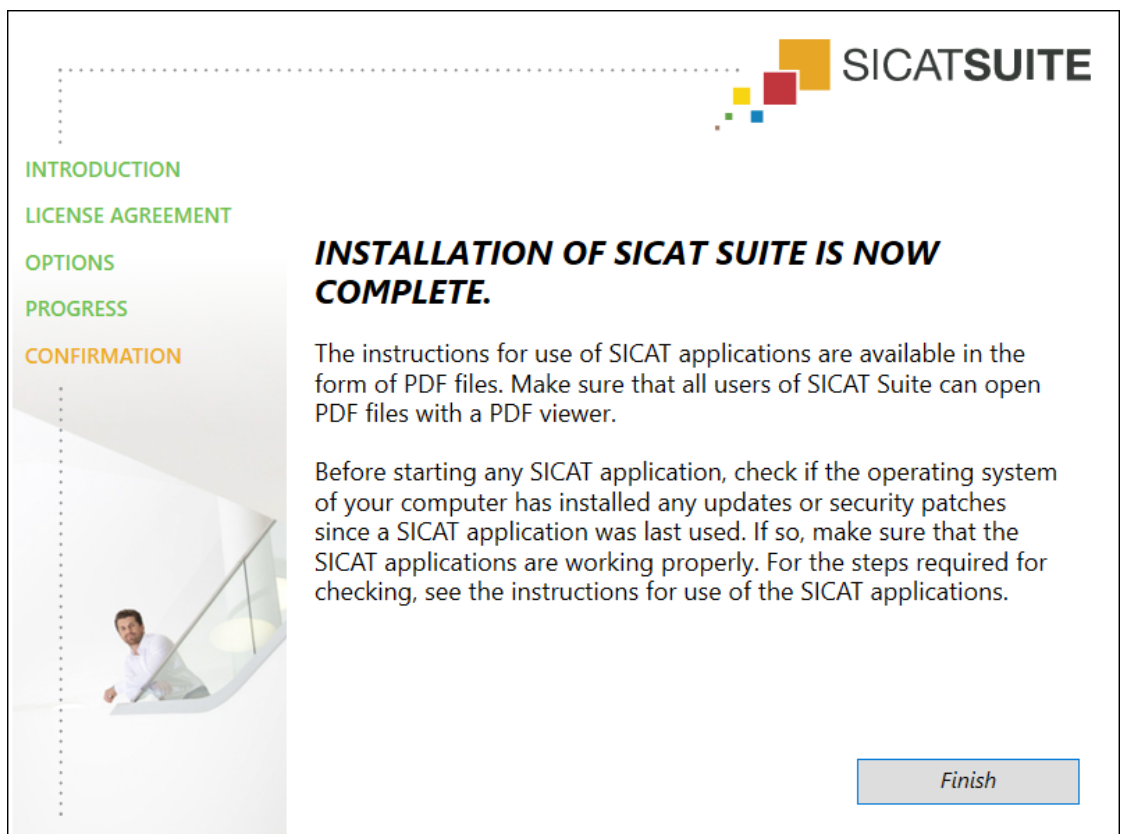 SICATSUITE
INTRODUCTION
LICENSE AGREEMENT
OPTIONS
PROGRESS
CONFIRMATION
INSTALLATION OF SICAT SUITE IS NOW
COMPLETE.
The instructions for use of SICAT applications are available in the
form of PDF files. Make sure that all users of SICAT Suite can open
PDF files with a PDF viewer.
Before starting any SICAT application, check if the operating system
of your computer has installed any updates or security patches
since a SICAT application was last used. If so, make sure that the
SICAT applications are working properly. For the steps required for
checking, see the instructions for use of the SICAT applications.
Finish